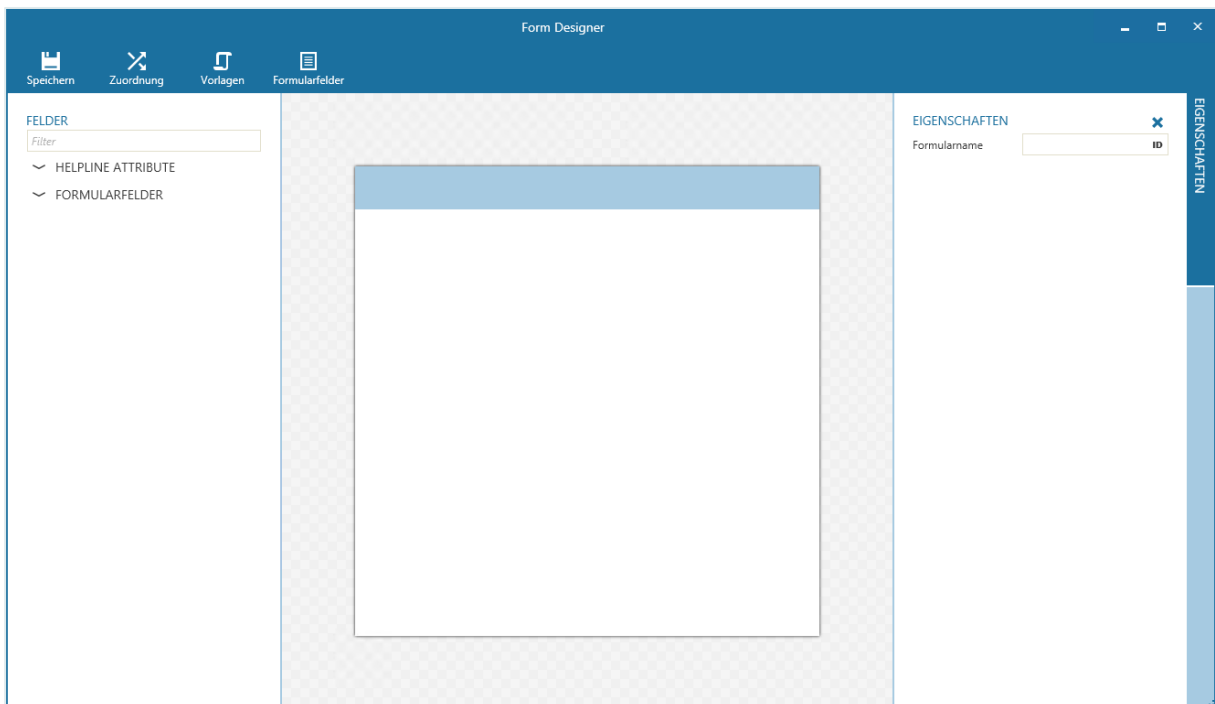 Form Designer
Speichern Zuordnung Vorlagen Formularfelder
FELDER
Filter
HELPLINE ATTRIBUTE
FORMULARFELDER
EIGENSCHAFTEN
Formularname ID
EIGENSCHAFTEN